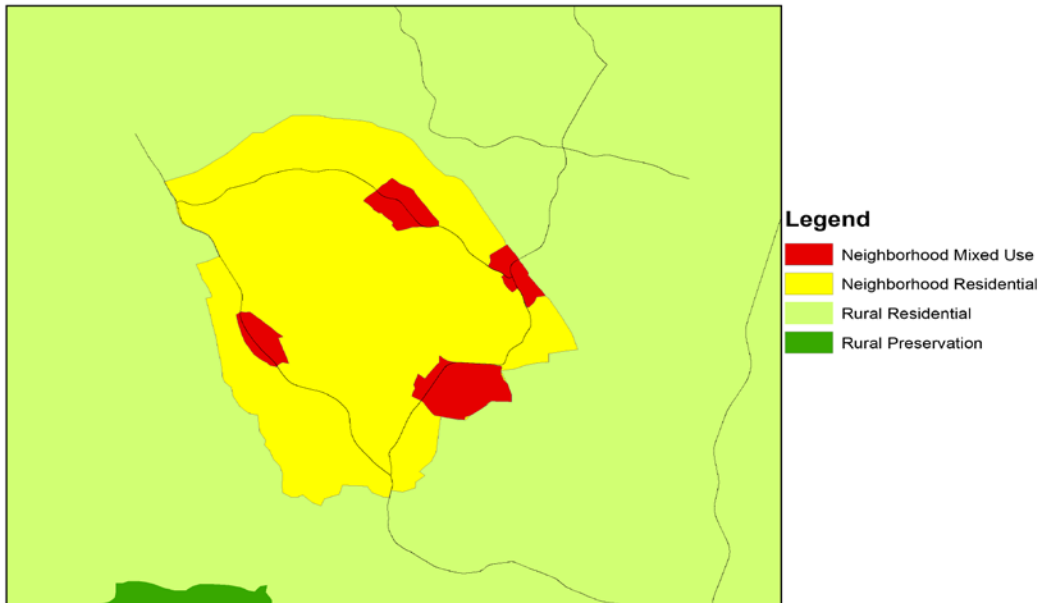 Legend
Neighborhood Mixed Use
Neighborhood Residential
Rural Residential
Rural Preservation